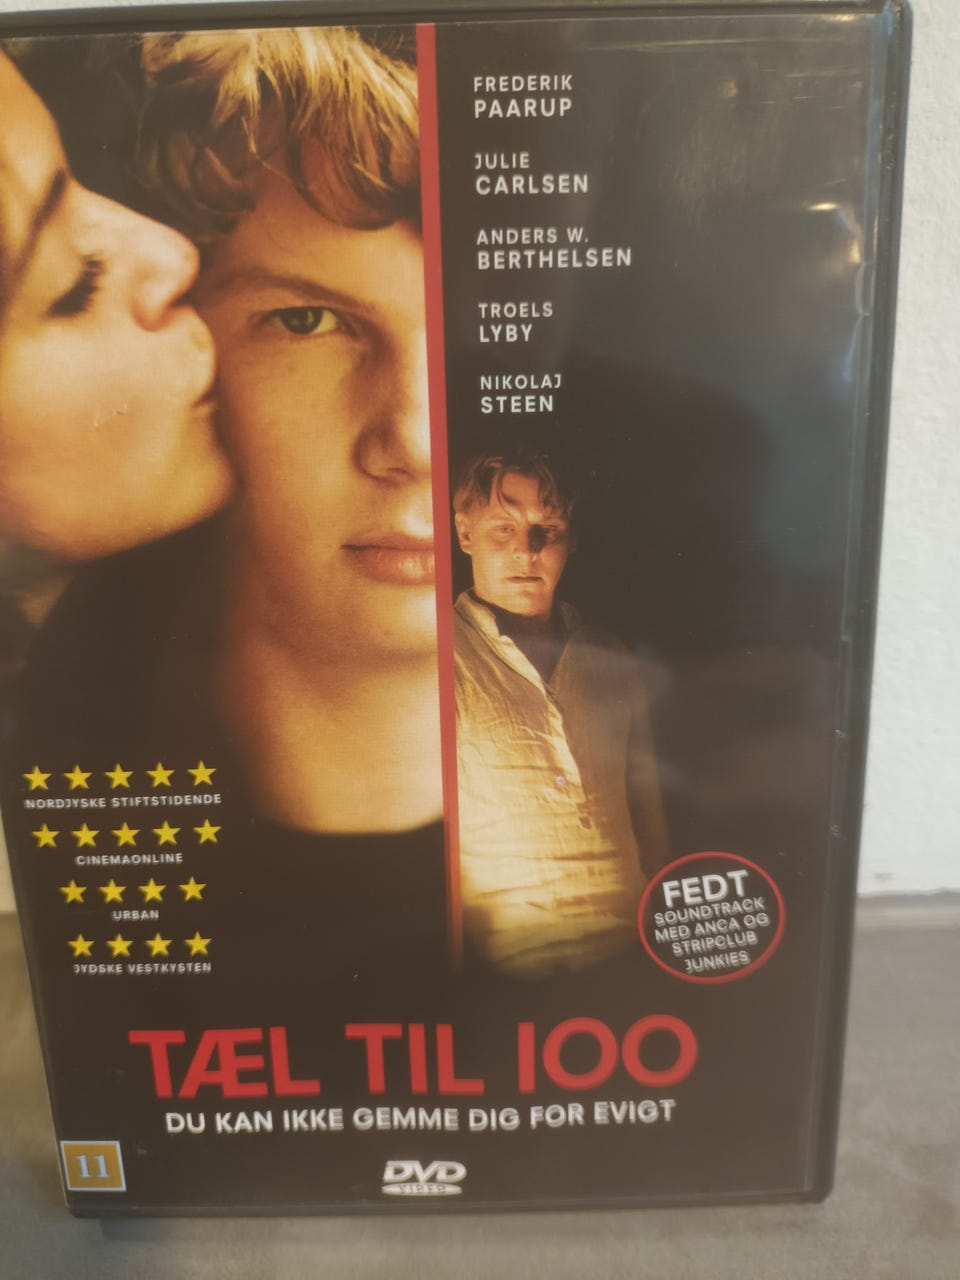 FREDERIK
PAARUP
JULIE
CARLSEN
ANDERS W.
BERTHELSEN
TROELS
LYBY
NIKOLAJ
STEEN
NORDJYSKE STIFTSTIDENDE
CINEMAONLINE
URBAN
JYDSKE VESTKYSTEN
FEDT
SOUNDTRACK
MED ANCA OG
STRIPCLUB
JUNKIES
TÆL TIL 100
DU KAN IKKE GEMME DIG FOR EVIGT
11
DVD
VIDEO